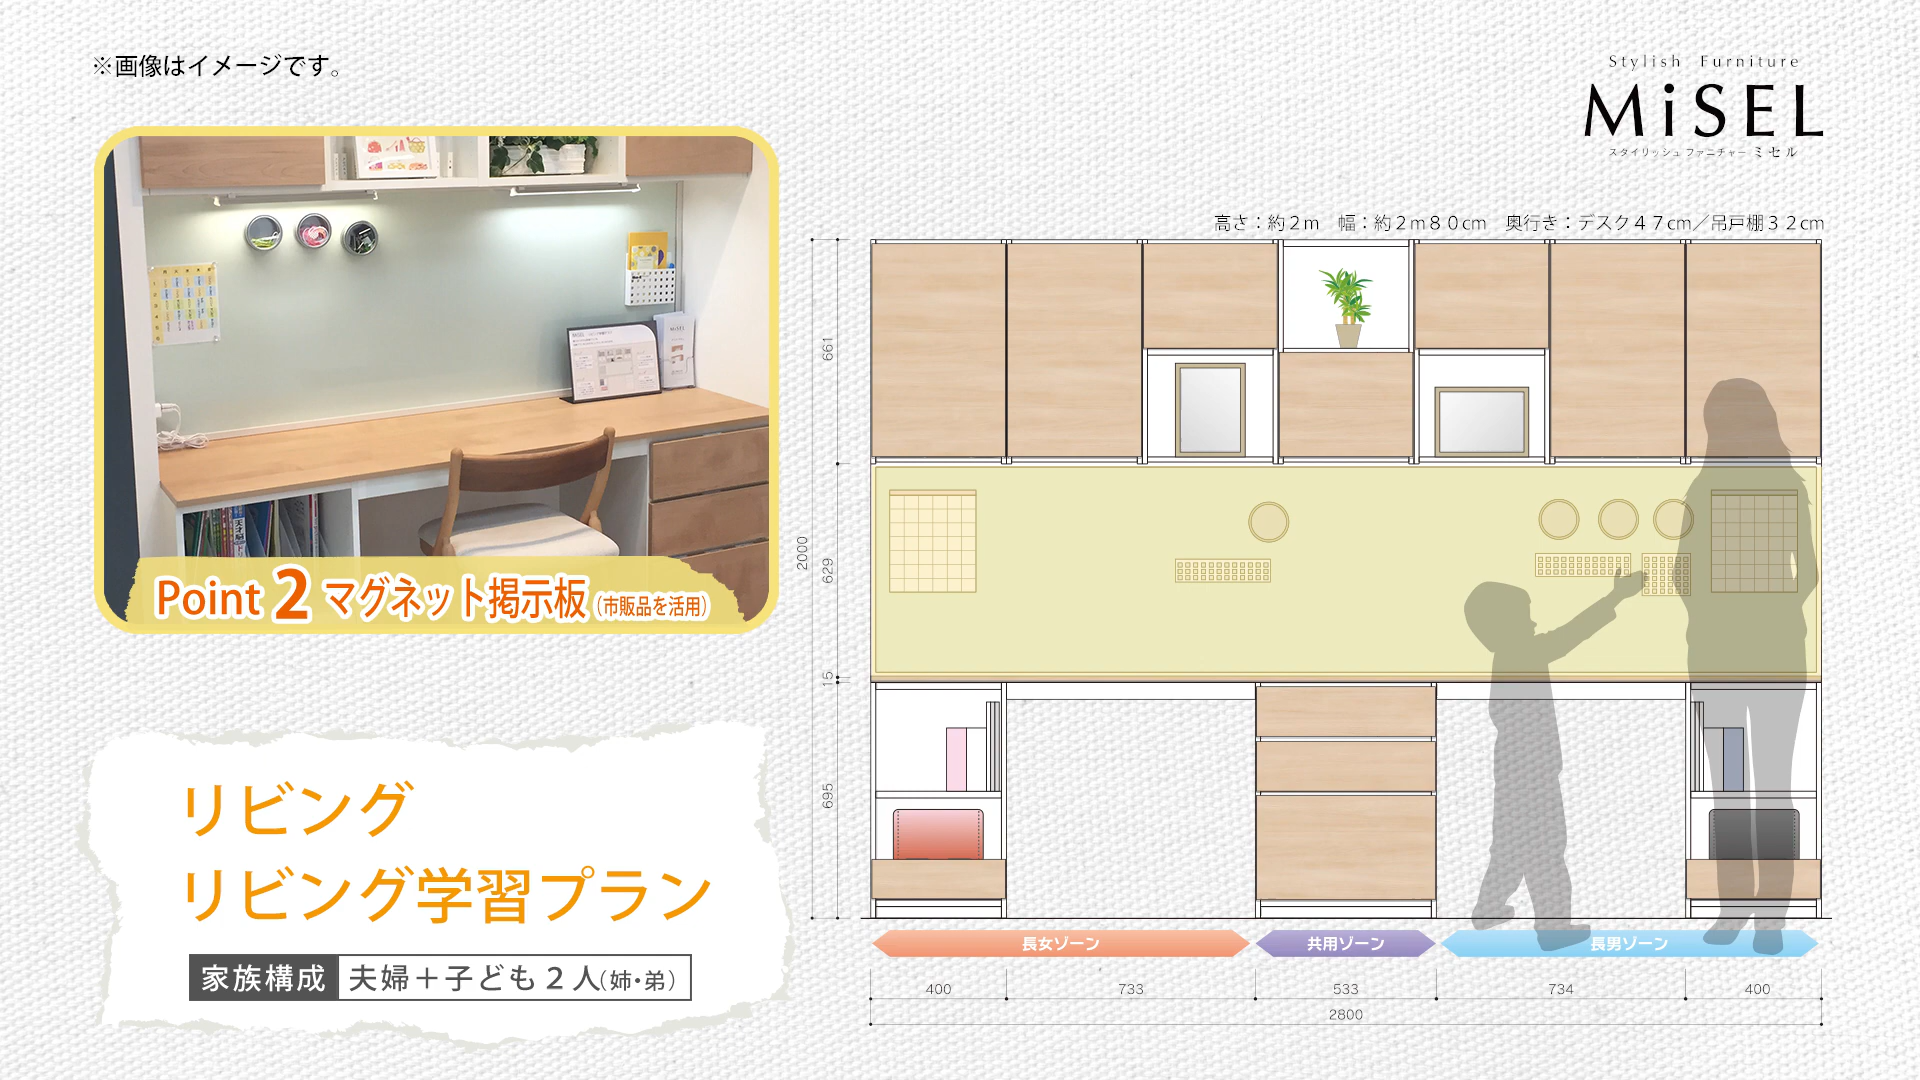 ※画像はイメージです。
Stylish Furniture
MiSEL
スタイリッシュ ファニチャー ミセル
高さ：約２ｍ　幅：約２ｍ８０cm　奥行き：デスク４７cm／吊戸棚３２cm
Point 2 マグネット掲示板（市販品を活用）
661
2000
629
15
695
リビング
リビング学習プラン
家族構成 夫婦＋子ども２人（姉・弟）
長女ゾーン 共用ゾーン 長男ゾーン
400 733 533 734 400
2800